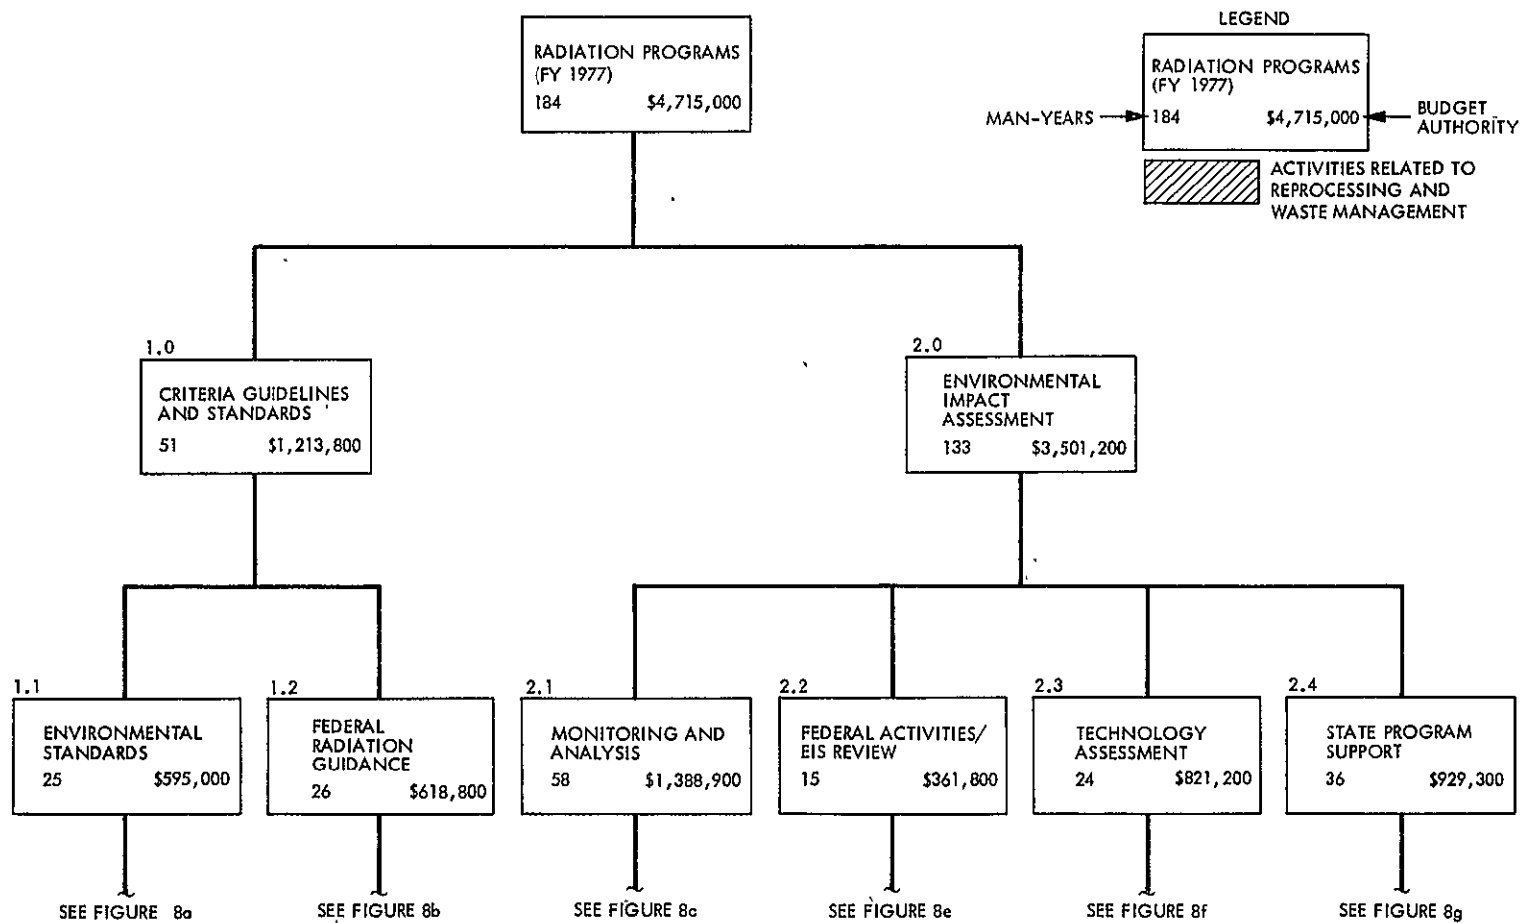 RADIATION PROGRAMS
(FY 1977)
184 $4,715,000
LEGEND
RADIATION PROGRAMS
(FY 1977)
MAN-YEARS 184 $4,715,000 BUDGET
AUTHORITY
ACTIVITIES RELATED TO
REPROCESSING AND
WASTE MANAGEMENT
1.0
CRITERIA GUIDELINES
AND STANDARDS
51 $1,213,800
2.0
ENVIRONMENTAL
IMPACT
ASSESSMENT
133 $3,501,200
1.1
ENVIRONMENTAL
STANDARDS
25 $595,000
SEE FIGURE 8a
1.2
FEDERAL
RADIATION
GUIDANCE
26 $618,800
SEE FIGURE 8b
2.1
MONITORING AND
ANALYSIS
58 $1,388,900
SEE FIGURE 8c
2.2
FEDERAL ACTIVITIES/
EIS REVIEW
15 $361,800
SEE FIGURE 8e
2.3
TECHNOLOGY
ASSESSMENT
24 $821,200
SEE FIGURE 8f
2.4
STATE PROGRAM
SUPPORT
36 $929,300
SEE FIGURE 8g